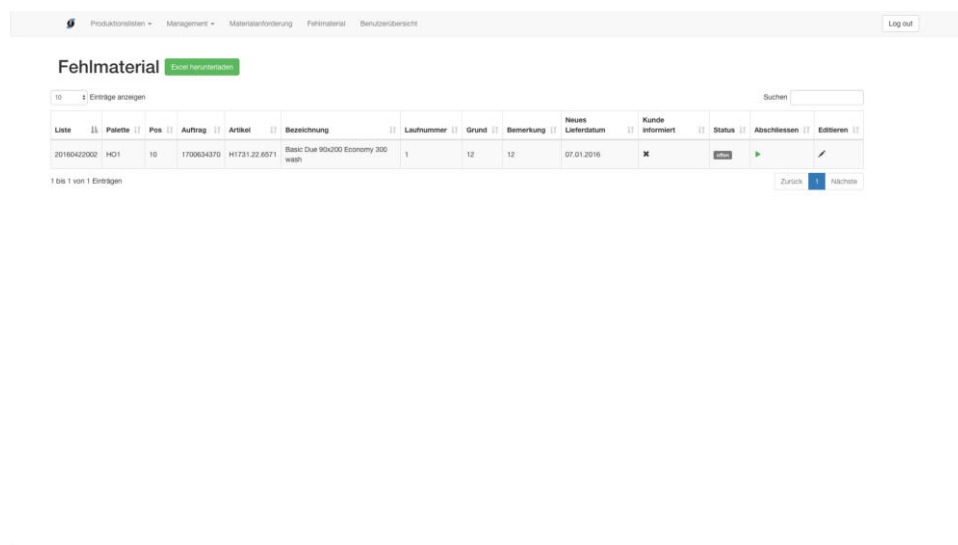 Produktionslisten Management Materialanforderung Fehlmaterial Benutzerübersicht Log out
Fehlmaterial Excel herunterladen
10 Einträge anzeigen Suchen
Liste Palette Pos Auftrag Artikel Bezeichnung Laufnummer Grund Bemerkung Neues Lieferdatum Kunde informiert Status Abschliessen Editieren
20160422002 HO1 10 1700634370 H1731.22.6571 Basic Due 90x200 Economy 300 wash 1 12 12 07.01.2016 offen
1 bis 1 von 1 Einträgen Zurück 1 Nächste